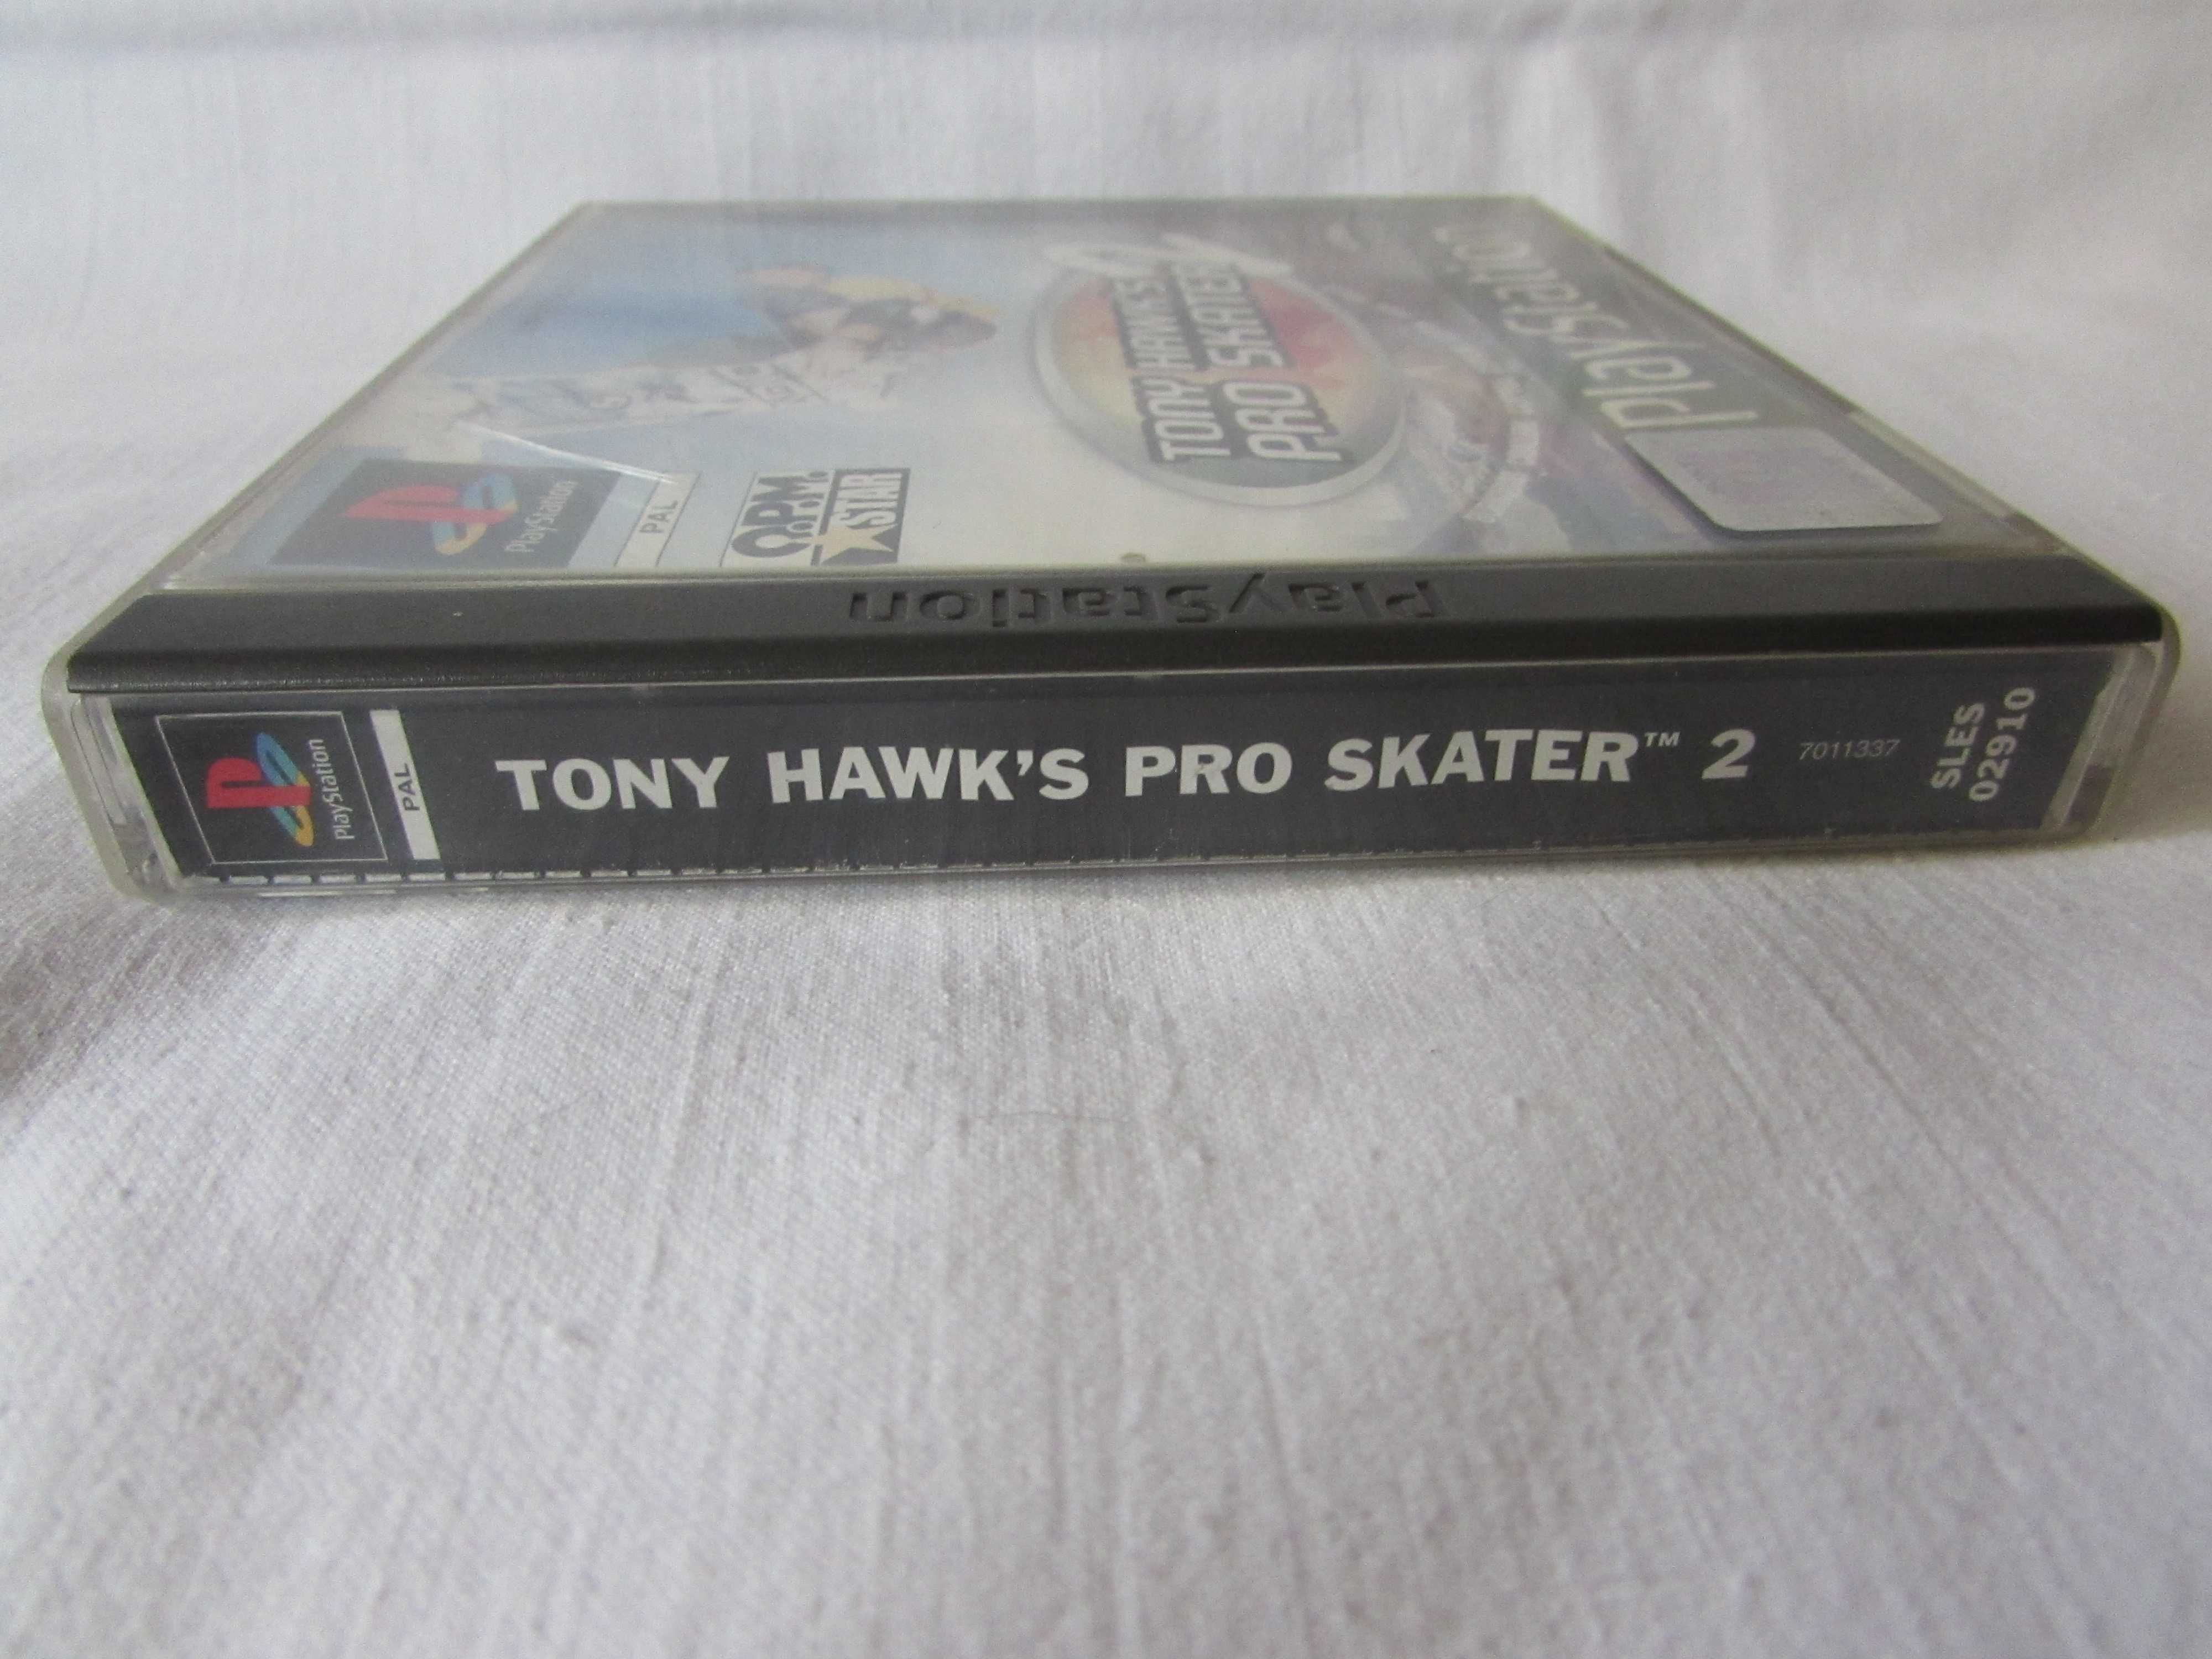 PlayStation
TONY HAWK'S
PRO SKATER 2
PlayStation
PAL
OPM
STAR
PlayStation
PlayStation
PAL
TONY HAWK'S PRO SKATER™ 2
7011337
SLES
02910